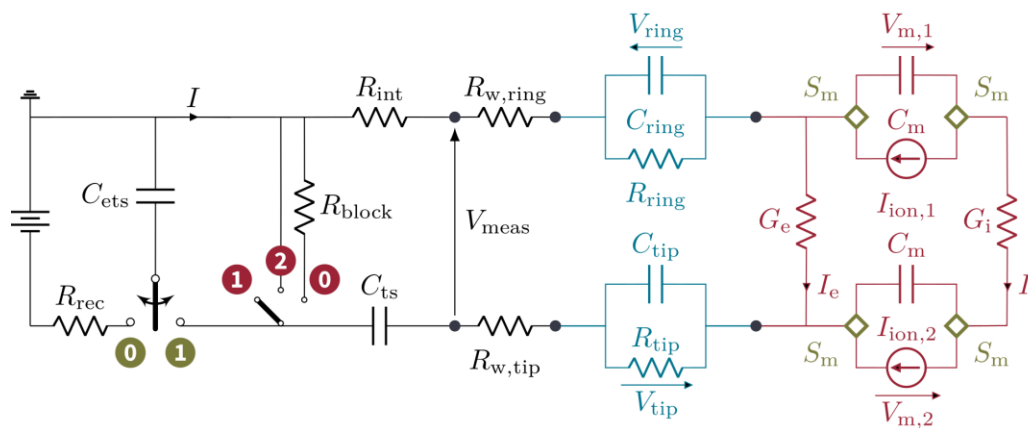 V_ring
V_m,1
I
R_int
R_w,ring
S_m
S_m
C_ring
C_m
C_ets
R_block
R_ring
I_ion,1
V_meas
G_e
G_i
2
1
0
C_tip
C_m
R_rec
C_ts
I_e
I
0
1
R_w,tip
R_tip
I_ion,2
S_m
S_m
V_tip
V_m,2